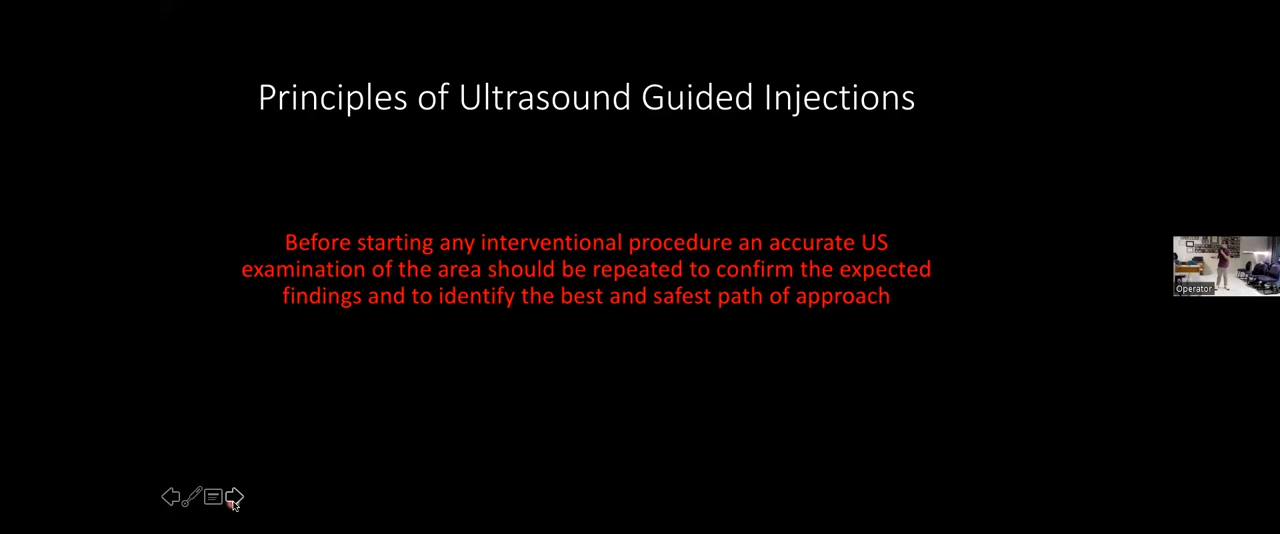 Principles of Ultrasound Guided Injections
Before starting any interventional procedure an accurate US
examination of the area should be repeated to confirm the expected
findings and to identify the best and safest path of approach
Operator